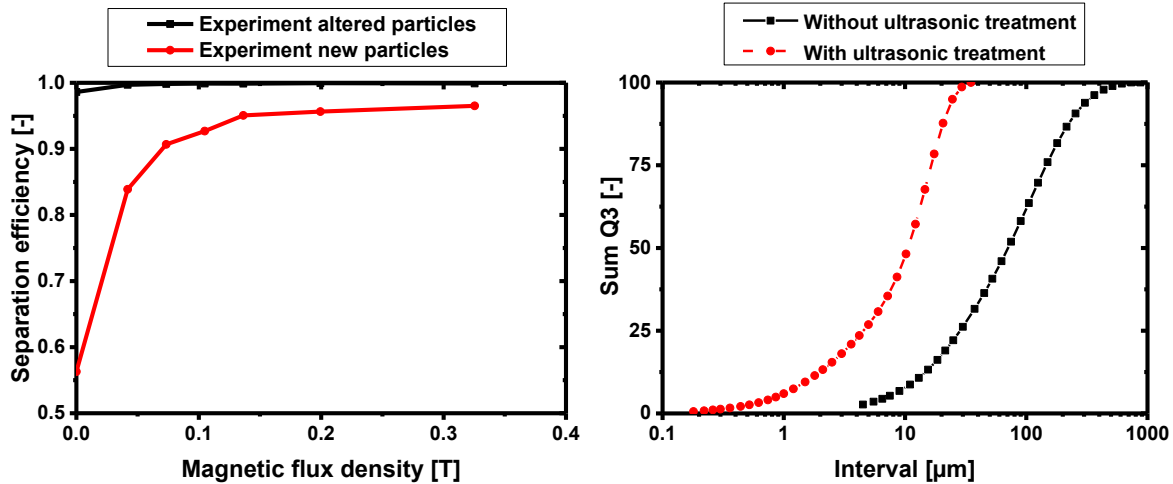 Experiment altered particles
Experiment new particles
Separation efficiency [-]
1.0
0.9
0.8
0.7
0.6
0.5
0.0
0.1
0.2
0.3
0.4
Magnetic flux density [T]
Without ultrasonic treatment
With ultrasonic treatment
Sum Q3 [-]
100
75
50
25
0
0.1
1
10
100
1000
Interval [µm]